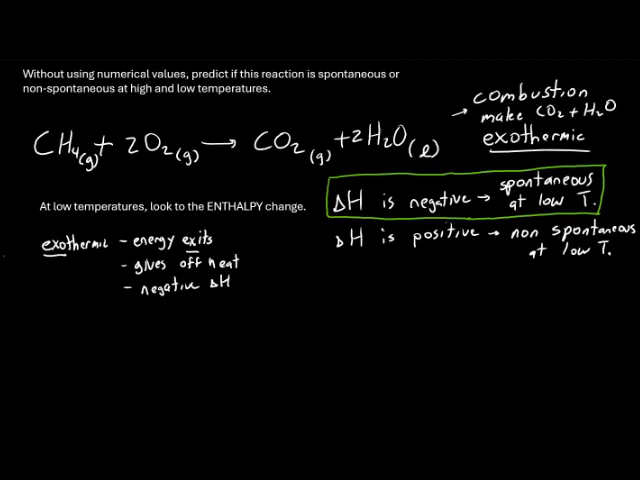 Without using numerical values, predict if this reaction is spontaneous or
non-spontaneous at high and low temperatures.
combustion
→ make CO₂ + H₂O
exothermic
CH₄(g) + 2O₂(g) → CO₂(g) + 2H₂O(l)
At low temperatures, look to the ENTHALPY change.
ΔH is negative → spontaneous
at low T.
ΔH is positive → non spontaneous
at low T.
exothermic - energy exits
- gives off heat
- negative ΔH